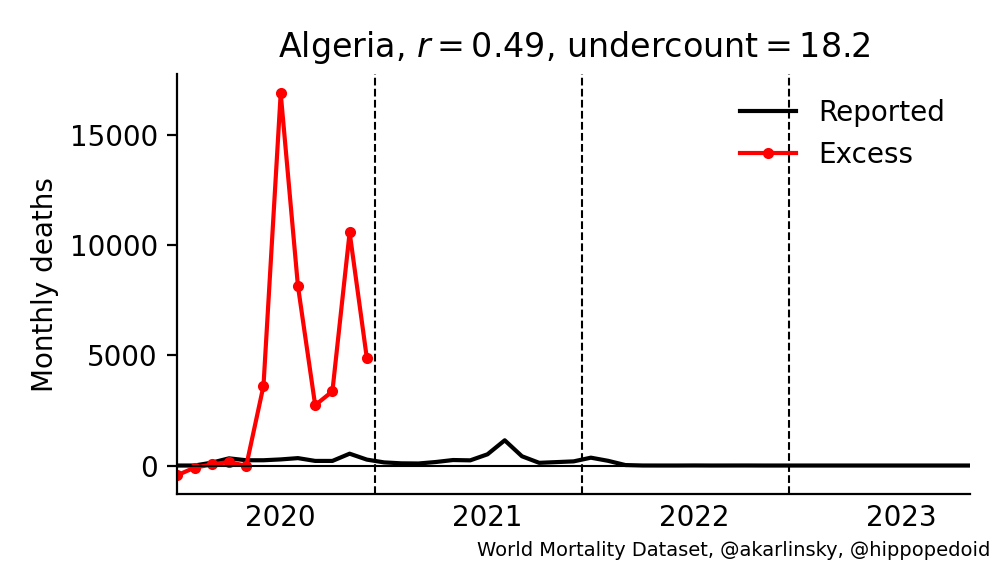 Algeria, r = 0.49, undercount = 18.2
Reported
Excess
15000
10000
5000
0
Monthly deaths
2020 2021 2022 2023
World Mortality Dataset, @akarlinsky, @hippopedoid